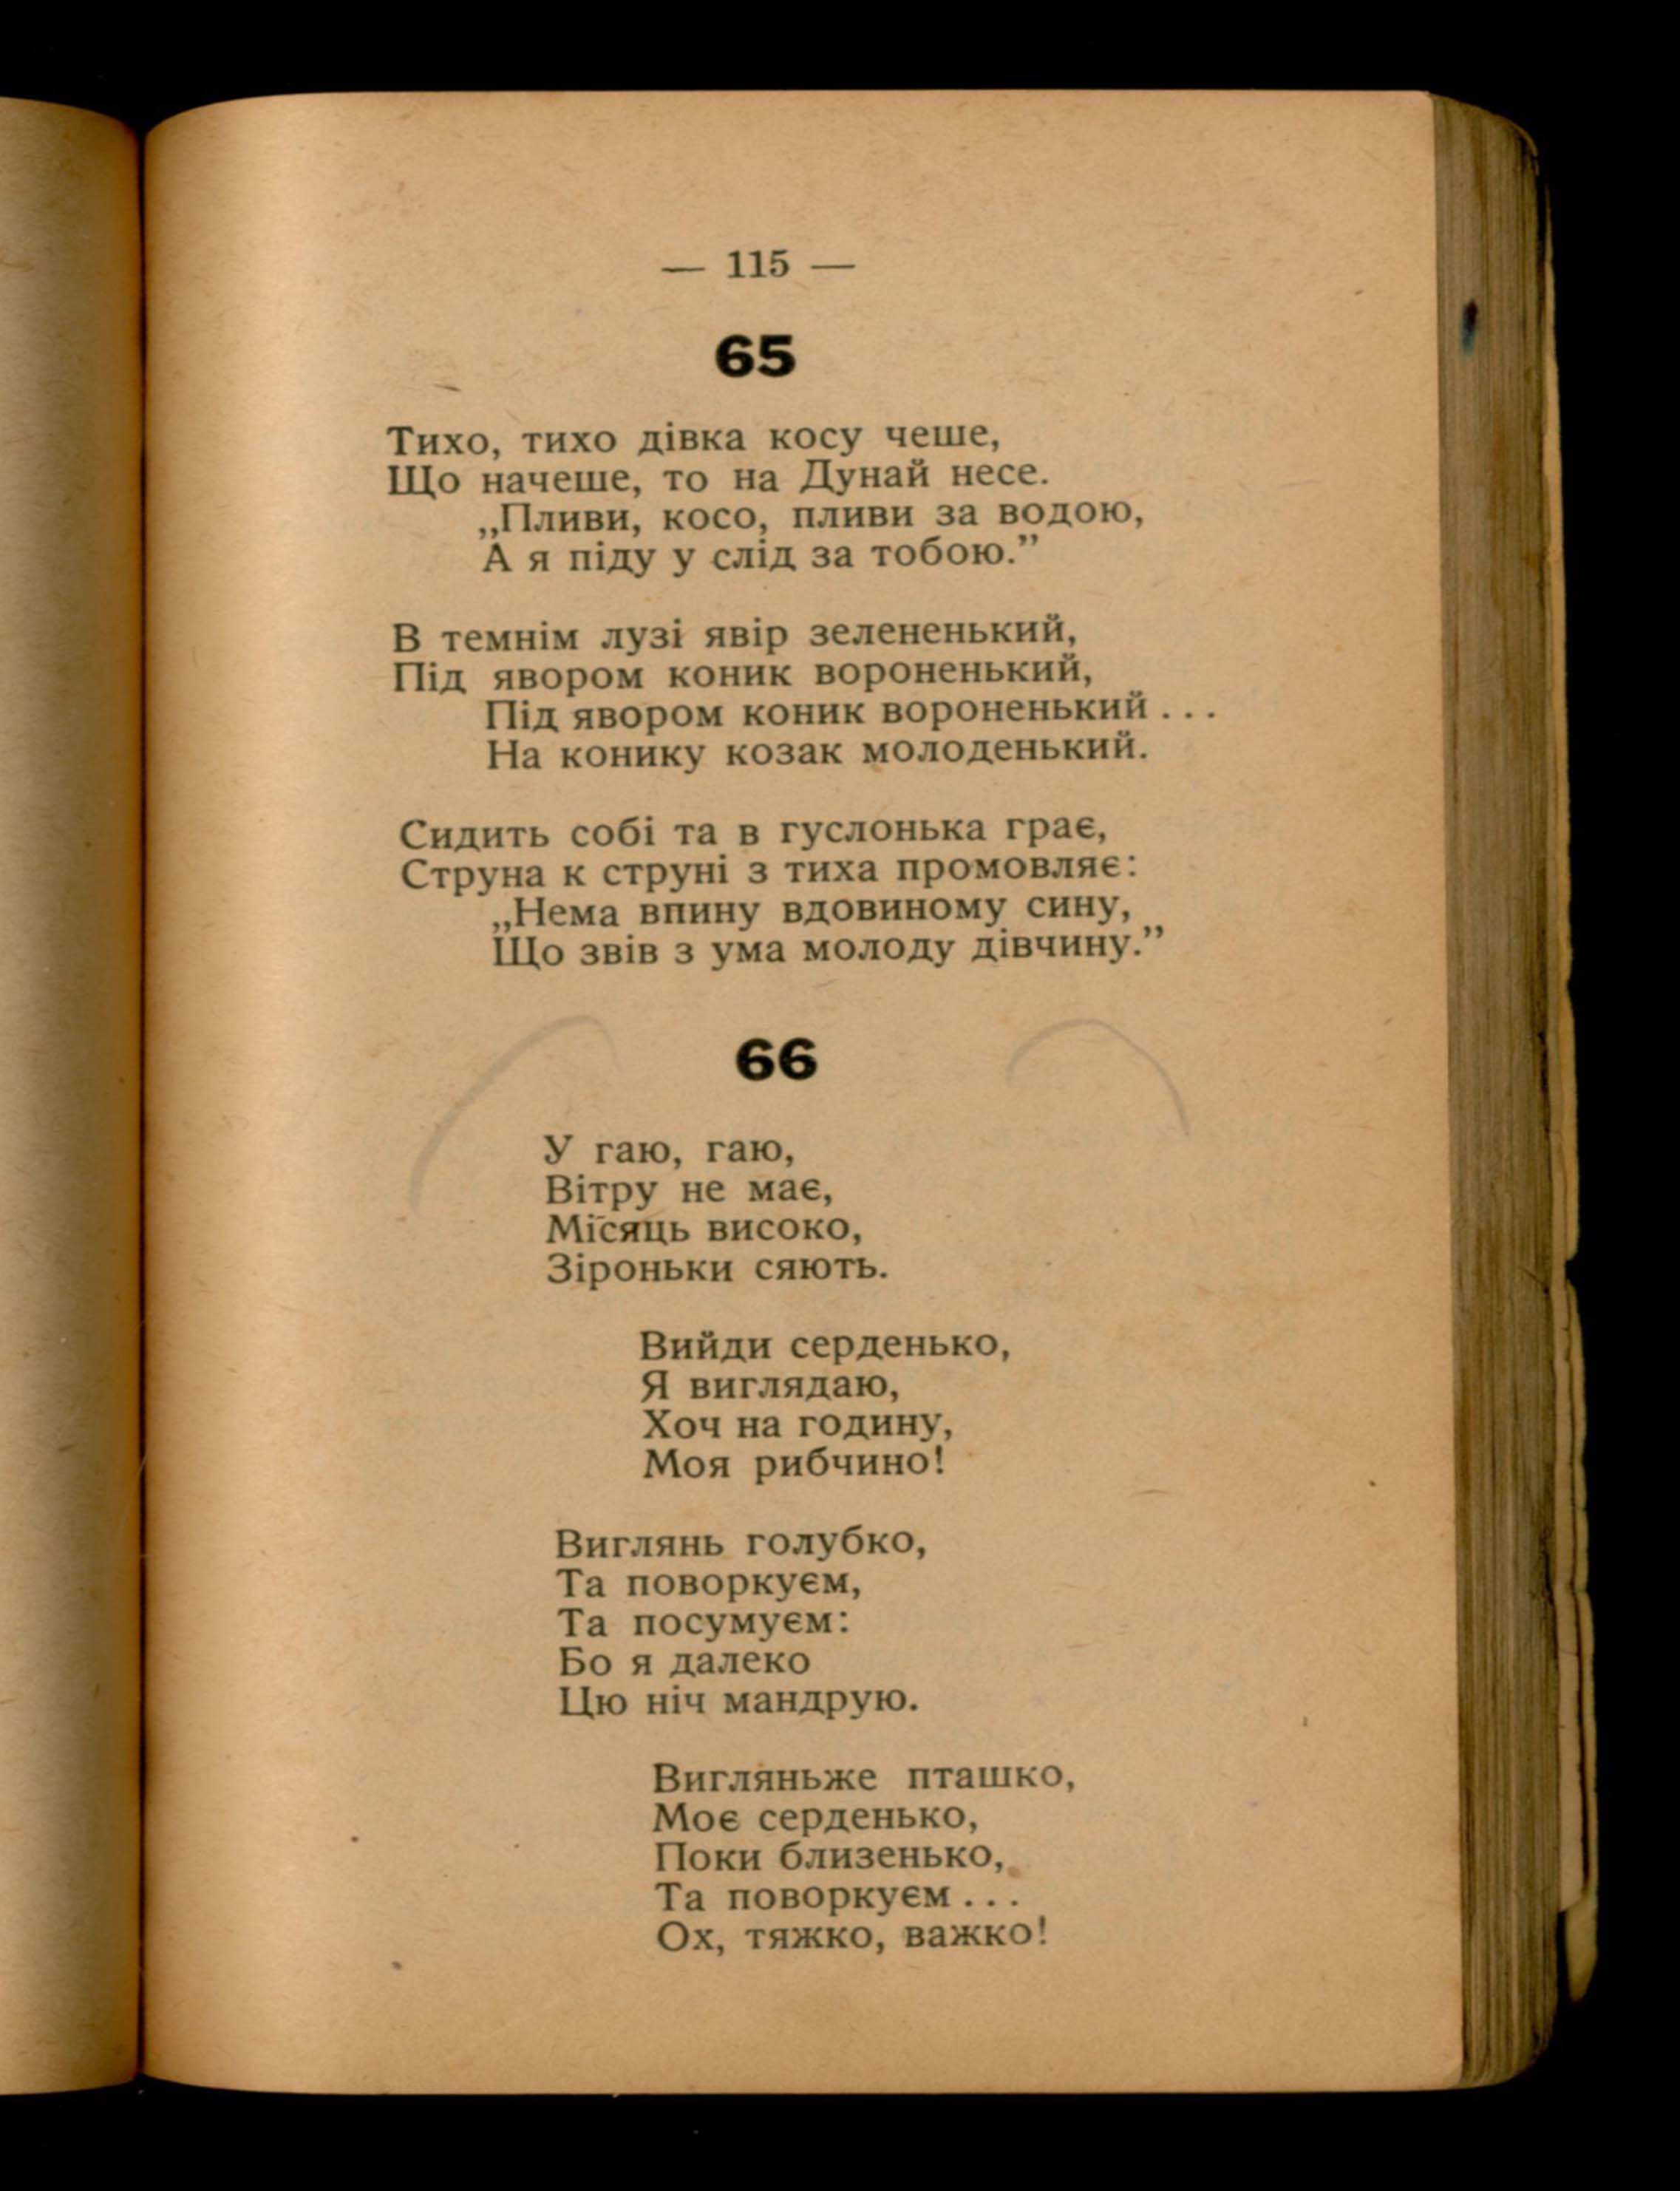 — 115 —
65
Тихо, тихо дівка косу чеше,
Що начеше, то на Дунай несе.
„Пливи, косо, пливи за водою,
А я піду у слід за тобою.”
В темнім лузі явір зелененький,
Під явором коник вороненький,
Під явором коник вороненький...
На конику козак молоденький.
Сидить собі та в гуслонька грає,
Струна к струні з тиха промовляє:
„Нема впину вдовиному сину,
Що звів з ума молоду дівчину.”
66
У гаю, гаю,
Вітру не має,
Місяць високо,
Зіроньки сяють.
Вийди серденько,
Я виглядаю,
Хоч на годину,
Моя рибчино!
Виглянь голубко,
Та поворкуєм,
Та посумуєм:
Бо я далеко
Цю ніч мандрую.
Вигляньже пташко,
Моє серденько,
Поки близенько,
Та поворкуєм...
Ох, тяжко, важко!